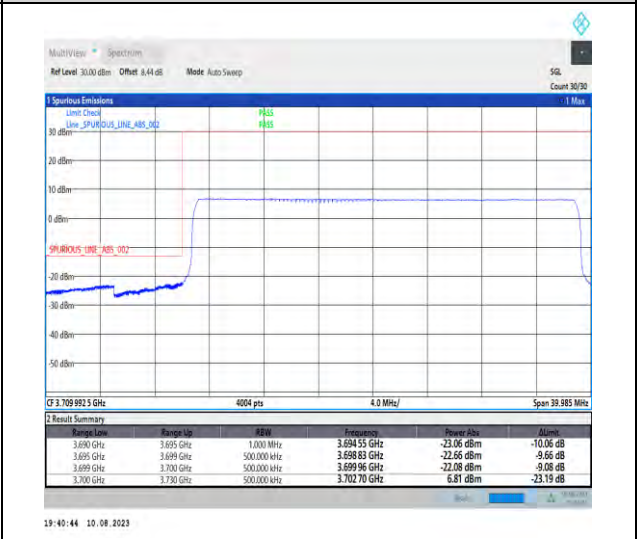 MultiView Spectrum
Ref Level 30.00 dBm Offset 8.44 dB Mode Auto Sweep SGL
Count 30/30
1 Spurious Emissions 1 Max
Limit Check PASS
Line _SPURIOUS_LINE_ABS_002 PASS
30 dBm
20 dBm
10 dBm
0 dBm
_SPURIOUS_LINE_ABS_002
-20 dBm
-30 dBm
-40 dBm
-50 dBm
CF 3.709 992 5 GHz 4004 pts 4.0 MHz/ Span 39.985 MHz
2 Result Summary
Range Low Range Up RBW Frequency Power Abs ΔLimit
3.690 GHz 3.695 GHz 1.000 MHz 3.694 55 GHz -23.06 dBm -10.06 dB
3.695 GHz 3.699 GHz 500.000 kHz 3.698 83 GHz -22.66 dBm -9.66 dB
3.699 GHz 3.700 GHz 500.000 kHz 3.699 96 GHz -22.08 dBm -9.08 dB
3.700 GHz 3.730 GHz 500.000 kHz 3.702 70 GHz 6.81 dBm -23.19 dB
19:40:44 10.08.2023